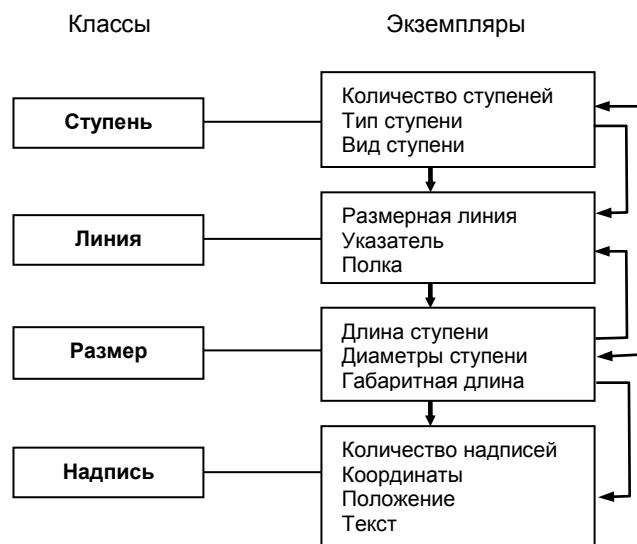 Классы
Экземпляры
Ступень
Количество ступеней
Тип ступени
Вид ступени
Линия
Размерная линия
Указатель
Полка
Размер
Длина ступени
Диаметры ступени
Габаритная длина
Надпись
Количество надписей
Координаты
Положение
Текст